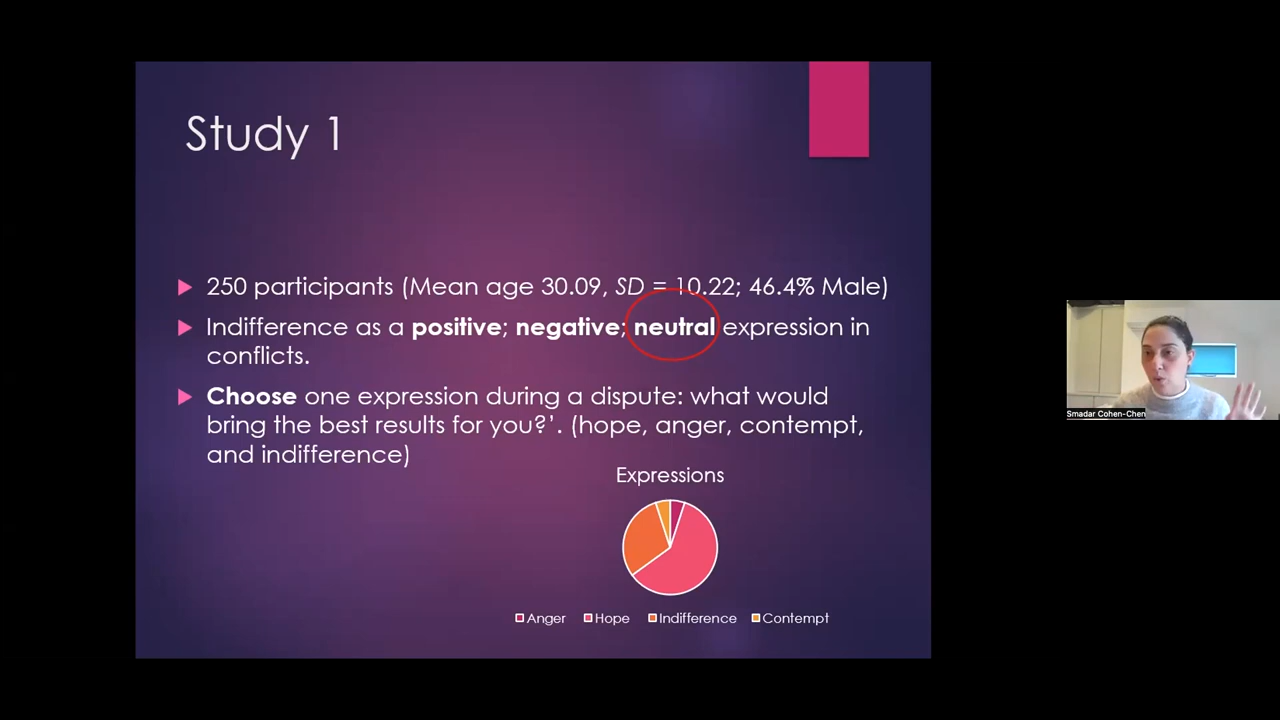 Study 1
250 participants (Mean age 30.09, SD = 10.22; 46.4% Male)
Indifference as a positive; negative; neutral expression in
conflicts.
Choose one expression during a dispute: what would
bring the best results for you?’. (hope, anger, contempt,
and indifference)
Expressions
Anger Hope Indifference Contempt
Smadar Cohen-Chen